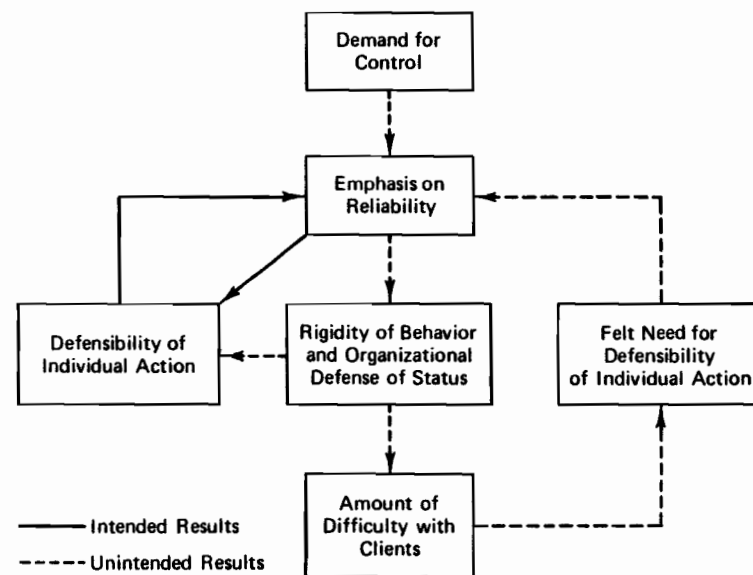 Demand for
Control
Emphasis on
Reliability
Defensibility of
Individual Action
Rigidity of Behavior
and Organizational
Defense of Status
Felt Need for
Defensibility
of Individual Action
Amount of
Difficulty with
Clients
Intended Results
Unintended Results